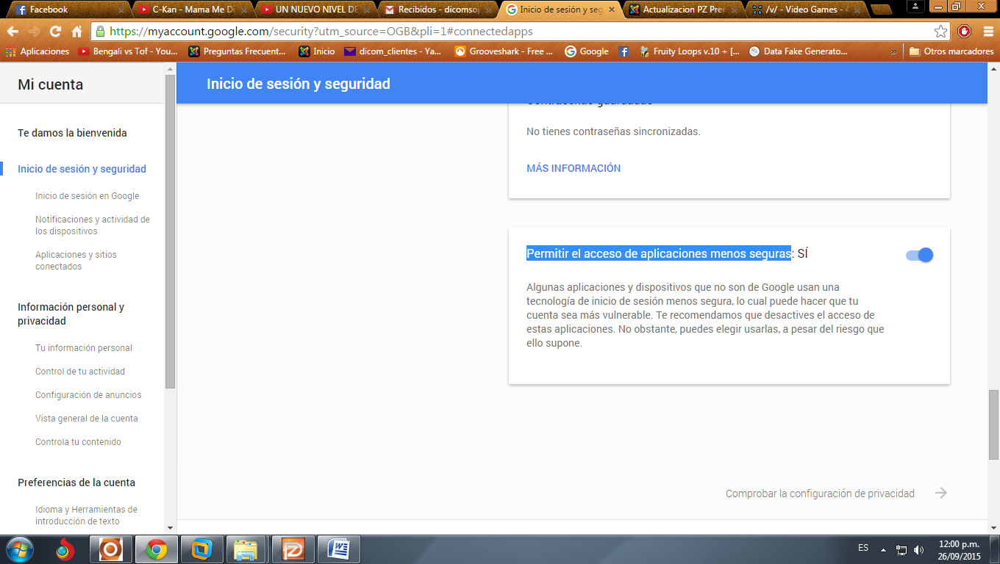 Facebook
C-Kan - Mama Me D
UN NUEVO NIVEL DE
Recibidos - dicomsop
Inicio de sesión y seg
Actualizacion PZ Pre
/v/ - Video Games - 4
https://myaccount.google.com/security?utm_source=OGB&pli=1#connectedapps
Aplicaciones
Bengali vs Tof - You...
Preguntas Frecuent...
Inicio
dicom_clientes - Ya...
Grooveshark - Free ...
Google
Fruity Loops v.10 + [...
Data Fake Generato...
»
Otros marcadores
Mi cuenta
Te damos la bienvenida
Inicio de sesión y seguridad
Inicio de sesión en Google
Notificaciones y actividad de
los dispositivos
Aplicaciones y sitios
conectados
Información personal y
privacidad
Tu información personal
Control de tu actividad
Configuración de anuncios
Vista general de la cuenta
Controla tu contenido
Preferencias de la cuenta
Idioma y Herramientas de
introducción de texto
Inicio de sesión y seguridad
No tienes contraseñas sincronizadas.
MÁS INFORMACIÓN
Permitir el acceso de aplicaciones menos seguras: SÍ
Algunas aplicaciones y dispositivos que no son de Google usan una
tecnología de inicio de sesión menos segura, lo cual puede hacer que tu
cuenta sea más vulnerable. Te recomendamos que desactives el acceso de
estas aplicaciones. No obstante, puedes elegir usarlas, a pesar del riesgo que
ello supone.
Comprobar la configuración de privacidad
ES
12:00 p.m.
26/09/2015